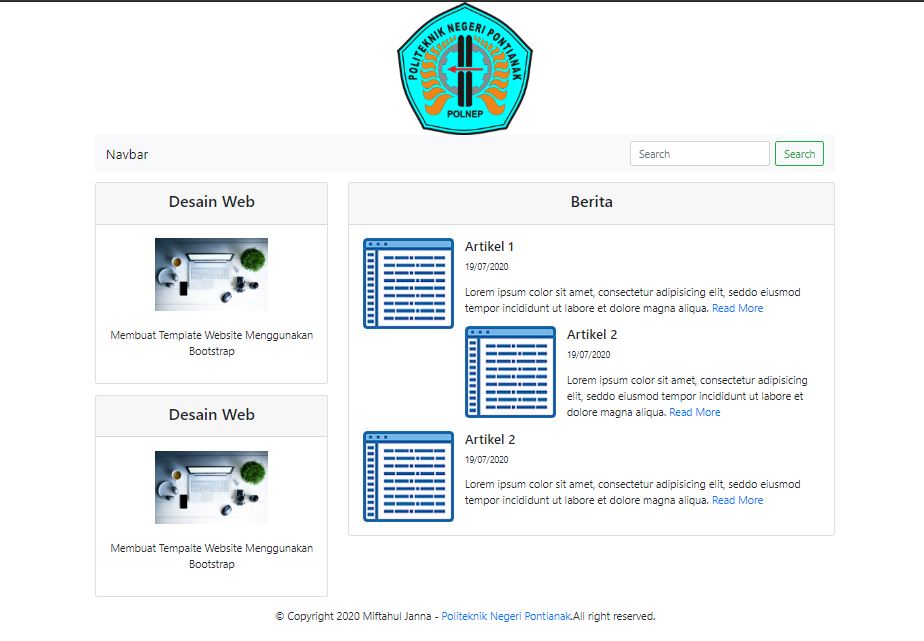 POLITEKNIK NEGERI PONTIANAK
POLNEP
Navbar
Search
Search
Desain Web
Membuat Template Website Menggunakan
Bootstrap
Desain Web
Membuat Tempalte Website Menggunakan
Bootstrap
Berita
Artikel 1
19/07/2020
Lorem ipsum color sit amet, consectetur adipisicing elit, seddo eiusmod
tempor incididunt ut labore et dolore magna aliqua. Read More
Artikel 2
19/07/2020
Lorem ipsum color sit amet, consectetur adipisicing
elit, seddo eiusmod tempor incididunt ut labore et
dolore magna aliqua. Read More
Artikel 2
19/07/2020
Lorem ipsum color sit amet, consectetur adipisicing elit, seddo eiusmod
tempor incididunt ut labore et dolore magna aliqua. Read More
© Copyright 2020 Miftahul Janna - Politeknik Negeri Pontianak.All right reserved.